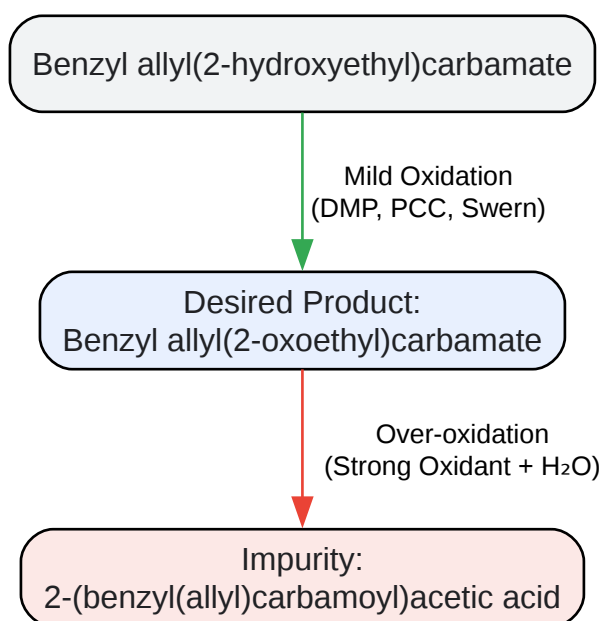 Benzyl allyl(2-hydroxyethyl)carbamate
Mild Oxidation
(DMP, PCC, Swern)
Desired Product:
Benzyl allyl(2-oxoethyl)carbamate
Over-oxidation
(Strong Oxidant + H₂O)
Impurity:
2-(benzyl(allyl)carbamoyl)acetic acid